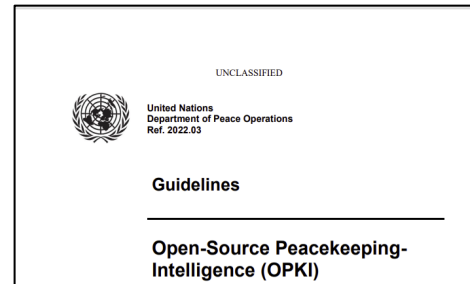 UNCLASSIFIED
United Nations
Department of Peace Operations
Ref. 2022.03
Guidelines
Open-Source Peacekeeping-
Intelligence (OPKI)